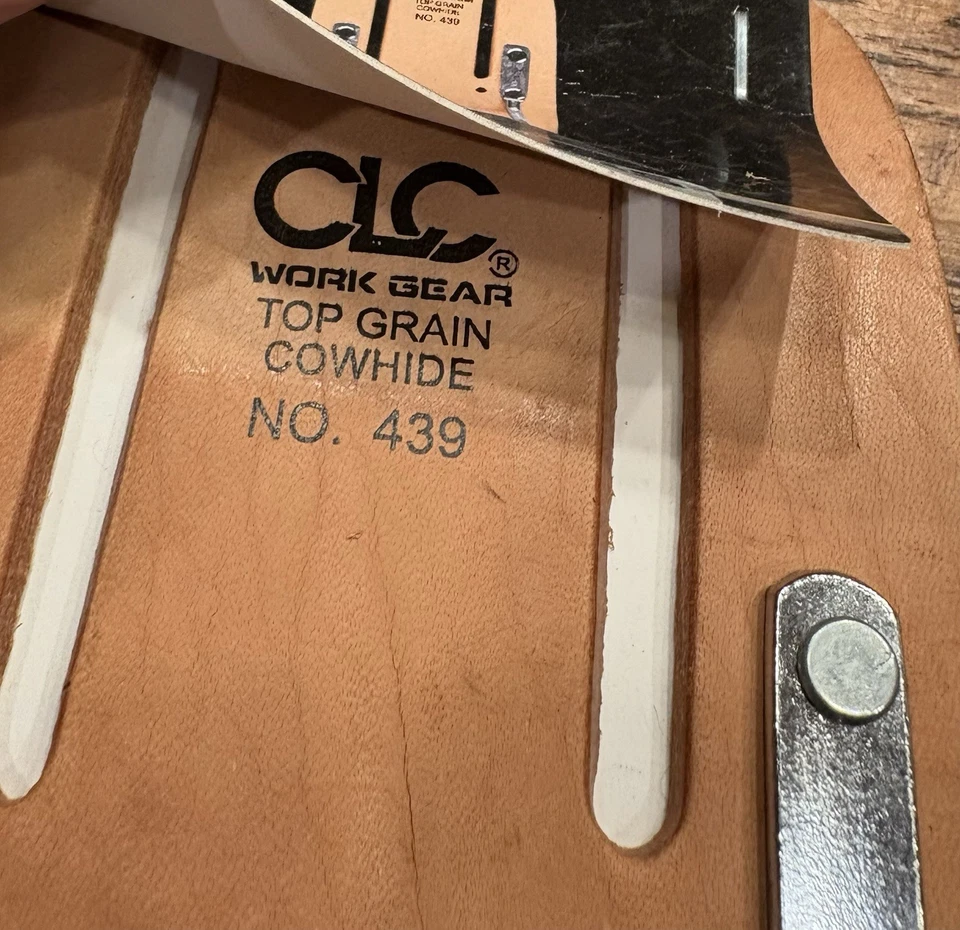 TOP GRAIN
COWHIDE
NO. 439
CLC®
WORK GEAR
TOP GRAIN
COWHIDE
NO. 439